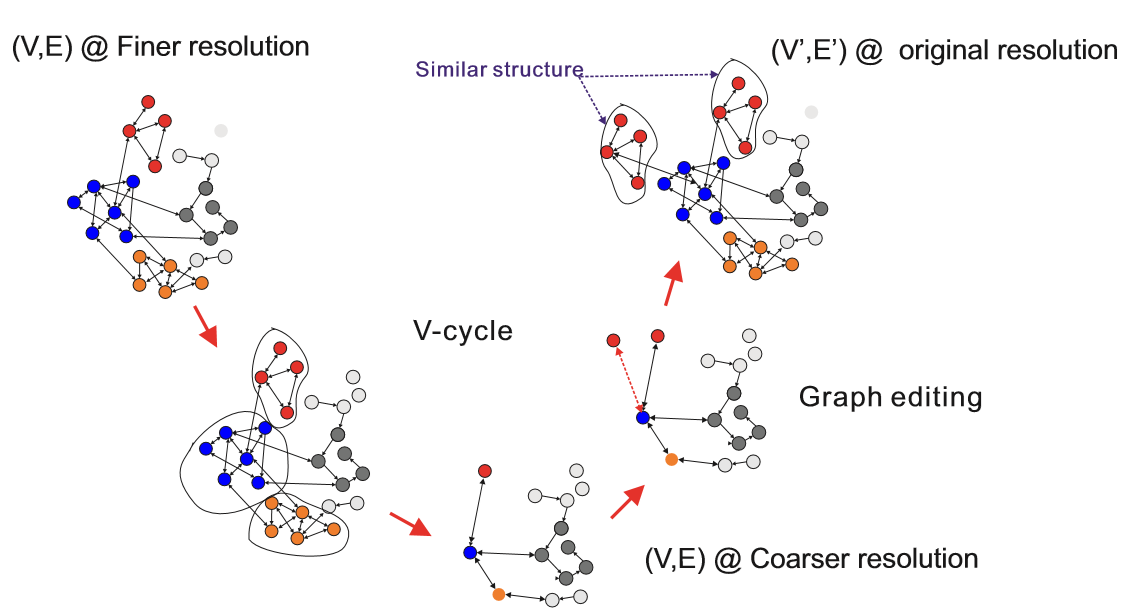 (V,E) @ Finer resolution
(V’,E’) @ original resolution
Similar structure
V-cycle
Graph editing
(V,E) @ Coarser resolution